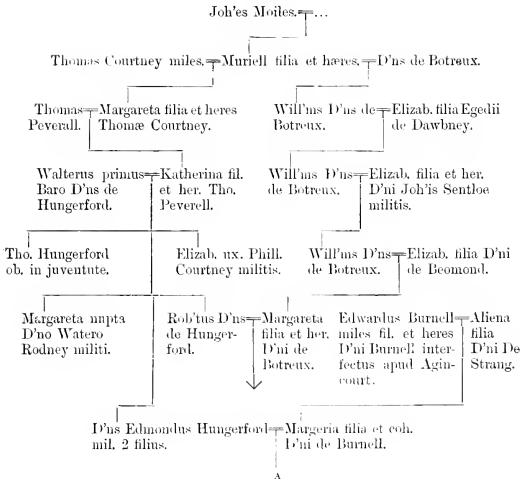 Joh'es Moiles. = ...
Thomas Courtney miles. = Muriell filia et hæres. = D'ns de Botreux.
Thomas = Margareta filia et heres
Peverall. Thomæ Courtney.
Will'ms D'ns de = Elizab. filia Egedii
Botreux. de Dawbney.
Walterus primus = Katherina fil.
Baro D'ns de et her. Tho.
Hungerford. Peverell.
Will'ms D'ns = Elizab. filia et her.
de Botreux. D'ni Joh'is Sentloe
militis.
Tho. Hungerford
ob. in juventute.
Elizab. ux. Phill.
Courtney militis.
Will'ms D'ns = Elizab. filia D'ni
de Botreux. de Beomond.
Margareta nnpta
D'no Watero
Rodney militi.
Rob'tus D'ns = Margareta
de Hunger- filia et her.
ford. D'ni de
Botreux.
Edwardus Burnell = Aliena
miles fil. et heres filia
D'ni Burnell inter- D'ni De
fectus apud Agin- Strang.
court.
D'ns Edmondus Hungerford = Margeria filia et coh.
mil. 2 filius. D'ni de Burnell.
A